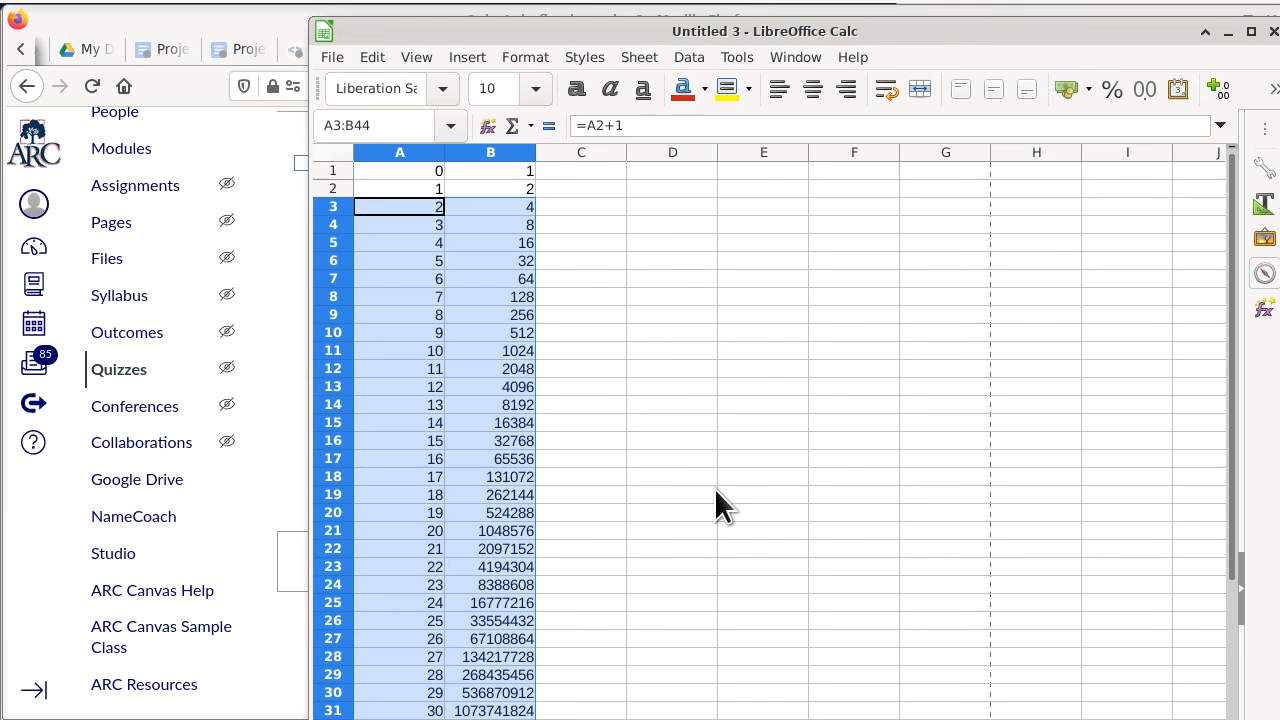 Untitled 3 - LibreOffice Calc
My D
Proje
Proje
File Edit View Insert Format Styles Sheet Data Tools Window Help
Liberation Sa
10
a a a
% 0.0
A3:B44
=A2+1
A B C D E F G H I J
1 0 1
2 1 2
3 2 4
4 3 8
5 4 16
6 5 32
7 6 64
8 7 128
9 8 256
10 9 512
11 10 1024
12 11 2048
13 12 4096
14 13 8192
15 14 16384
16 15 32768
17 16 65536
18 17 131072
19 18 262144
20 19 524288
21 20 1048576
22 21 2097152
23 22 4194304
24 23 8388608
25 24 16777216
26 25 33554432
27 26 67108864
28 27 134217728
29 28 268435456
30 29 536870912
31 30 1073741824
ARC
85
People
Modules
Assignments
Pages
Files
Syllabus
Outcomes
Quizzes
Conferences
Collaborations
Google Drive
NameCoach
Studio
ARC Canvas Help
ARC Canvas Sample
Class
ARC Resources